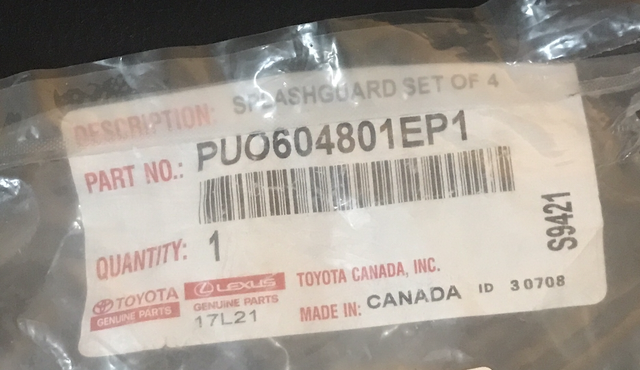 DESCRIPTION: SPLASHGUARD SET OF 4
PART NO.: PUO604801EP1
QUANTITY: 1
S9421
TOYOTA GENUINE PARTS
LEXUS GENUINE PARTS
17L21
TOYOTA CANADA, INC.
MADE IN: CANADA ID 30708